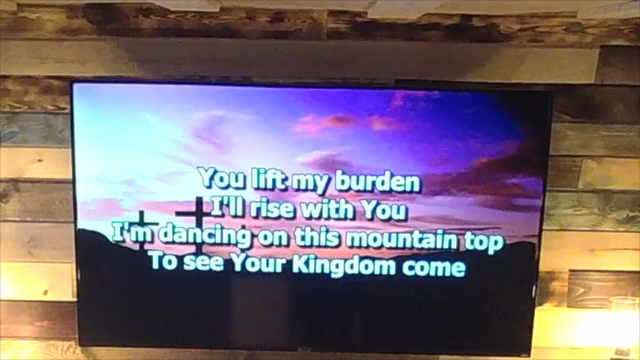 You lift my burden
I'll rise with You
I'm dancing on this mountain top
To see Your Kingdom come